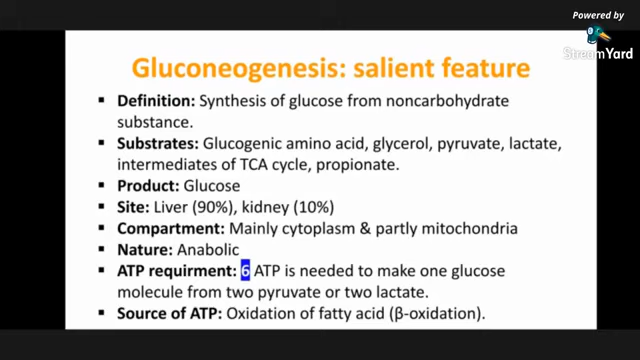 Powered by
StreamYard
Gluconeogenesis: salient feature
▪ Definition: Synthesis of glucose from noncarbohydrate
substance.
▪ Substrates: Glucogenic amino acid, glycerol, pyruvate, lactate,
intermediates of TCA cycle, propionate.
▪ Product: Glucose
▪ Site: Liver (90%), kidney (10%)
▪ Compartment: Mainly cytoplasm & partly mitochondria
▪ Nature: Anabolic
▪ ATP requirment: 6 ATP is needed to make one glucose
molecule from two pyruvate or two lactate.
▪ Source of ATP: Oxidation of fatty acid (β-oxidation).